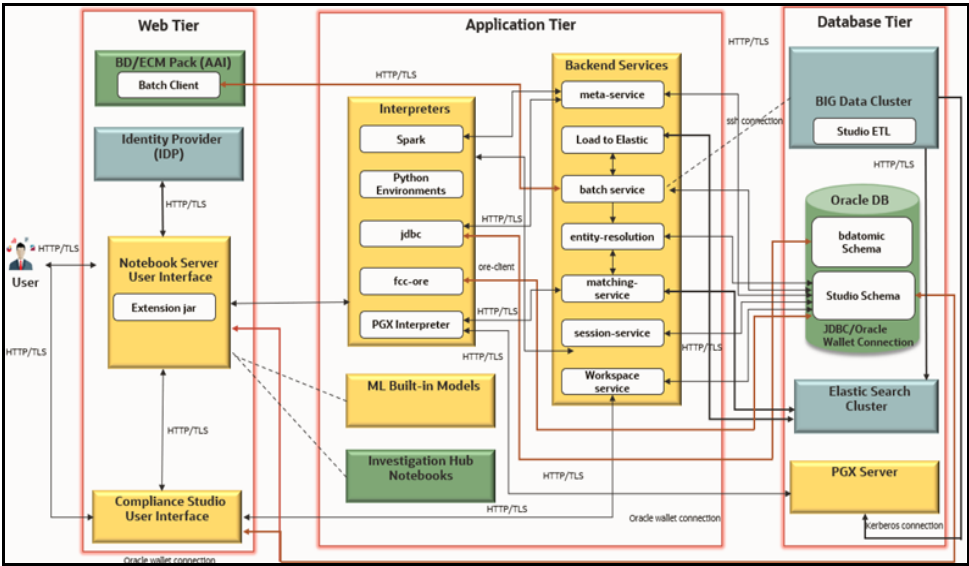 Web Tier
Application Tier
Database Tier
BD/ECM Pack (AAI)
Batch Client
Identity Provider
(IDP)
HTTP/TLS
HTTP/TLS
User
Notebook Server
User Interface
Extension jar
HTTP/TLS
HTTP/TLS
Compliance Studio
User Interface
Oracle wallet connection
HTTP/TLS
Interpreters
Spark
Python
Environments
jdbc
fcc-ore
PGX Interpreter
HTTP/TLS
ore-client
HTTP/TLS
HTTP/TLS
ML Built-in Models
Investigation Hub
Notebooks
HTTP/TLS
HTTP/TLS
Backend Services
meta-service
Load to Elastic
batch service
entity-resolution
matching-
service
session-service
Workspace
service
HTTP/TLS
Oracle wallet connection
HTTP/TLS
ssh connection
BIG Data Cluster
Studio ETL
HTTP/TLS
Oracle DB
bdatomic
Schema
Studio Schema
JDBC/Oracle
Wallet Connection
Elastic Search
Cluster
PGX Server
Kerberos connection